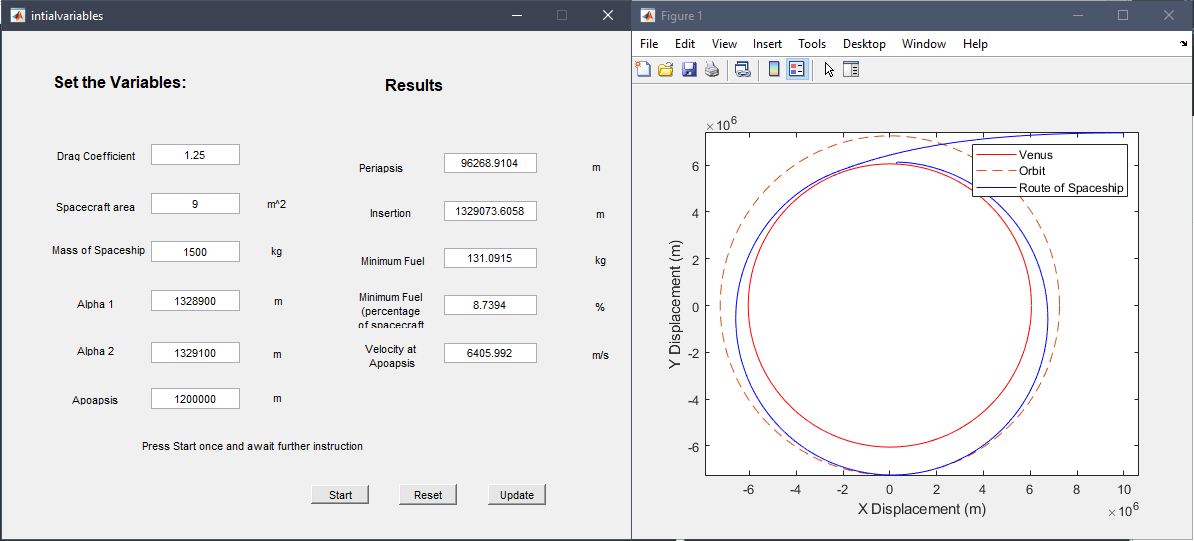 intialvariables
Set the Variables:
Results
Drag Coefficient
1.25
Spacecraft area
9
m^2
Mass of Spaceship
1500
kg
Alpha 1
1328900
m
Alpha 2
1329100
m
Apoapsis
1200000
m
Periapsis
96268.9104
m
Insertion
1329073.6058
m
Minimum Fuel
131.0915
kg
Minimum Fuel
(percentage
of spacecraft
8.7394
%
Velocity at
Apoapsis
6405.992
m/s
Press Start once and await further instruction
Start
Reset
Update
Figure 1
File Edit View Insert Tools Desktop Window Help
×10^6
6
4
2
0
-2
-4
-6
Y Displacement (m)
Venus
Orbit
Route of Spaceship
-6 -4 -2 0 2 4 6 8 10
X Displacement (m)
×10^6